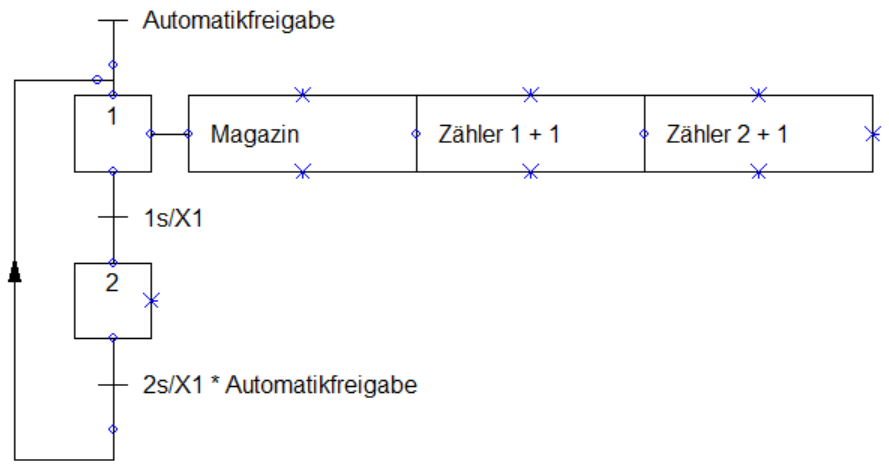 Automatikfreigabe
1
Magazin
Zähler 1 + 1
Zähler 2 + 1
1s/X1
2
2s/X1 * Automatikfreigabe